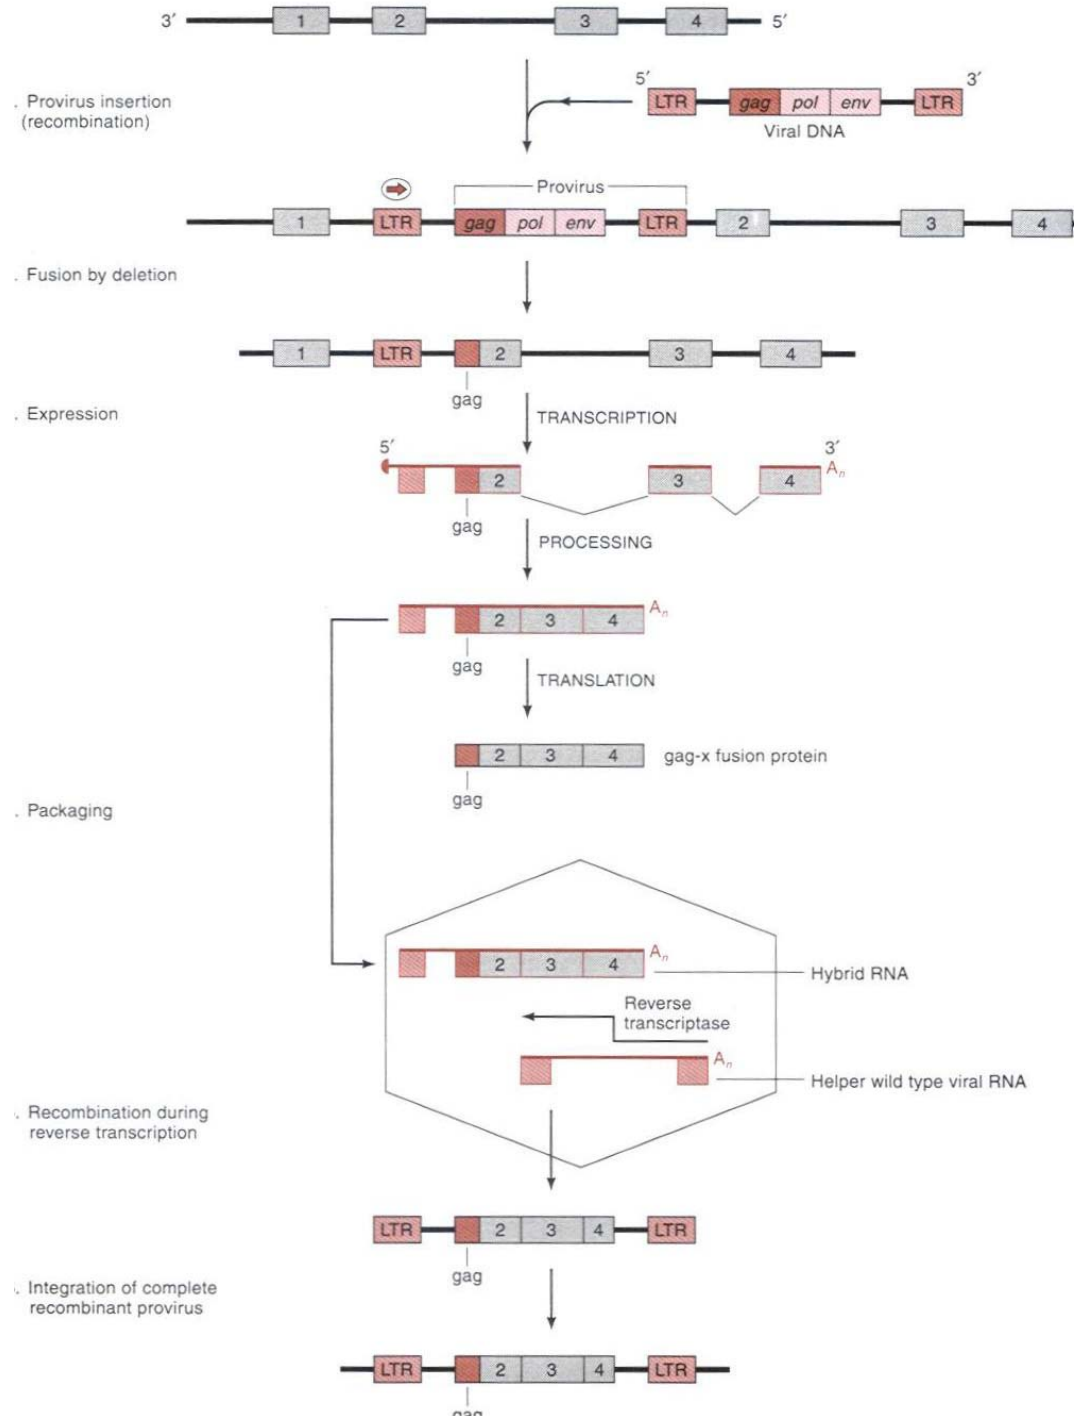 3′ 1 2 3 4 5′
5′ 3′
. Provirus insertion
(recombination)
LTR gag pol env LTR
Viral DNA
Provirus
1 LTR gag pol env LTR 2 3 4
. Fusion by deletion
1 LTR 2 3 4
gag
. Expression
TRANSCRIPTION
5′ 3′
2 3 4 An
gag
PROCESSING
2 3 4 An
gag
TRANSLATION
2 3 4 gag-x fusion protein
gag
. Packaging
2 3 4 An
Hybrid RNA
Reverse
transcriptase
An
Helper wild type viral RNA
. Recombination during
reverse transcription
LTR 2 3 4 LTR
gag
. Integration of complete
recombinant provirus
LTR 2 3 4 LTR
gag